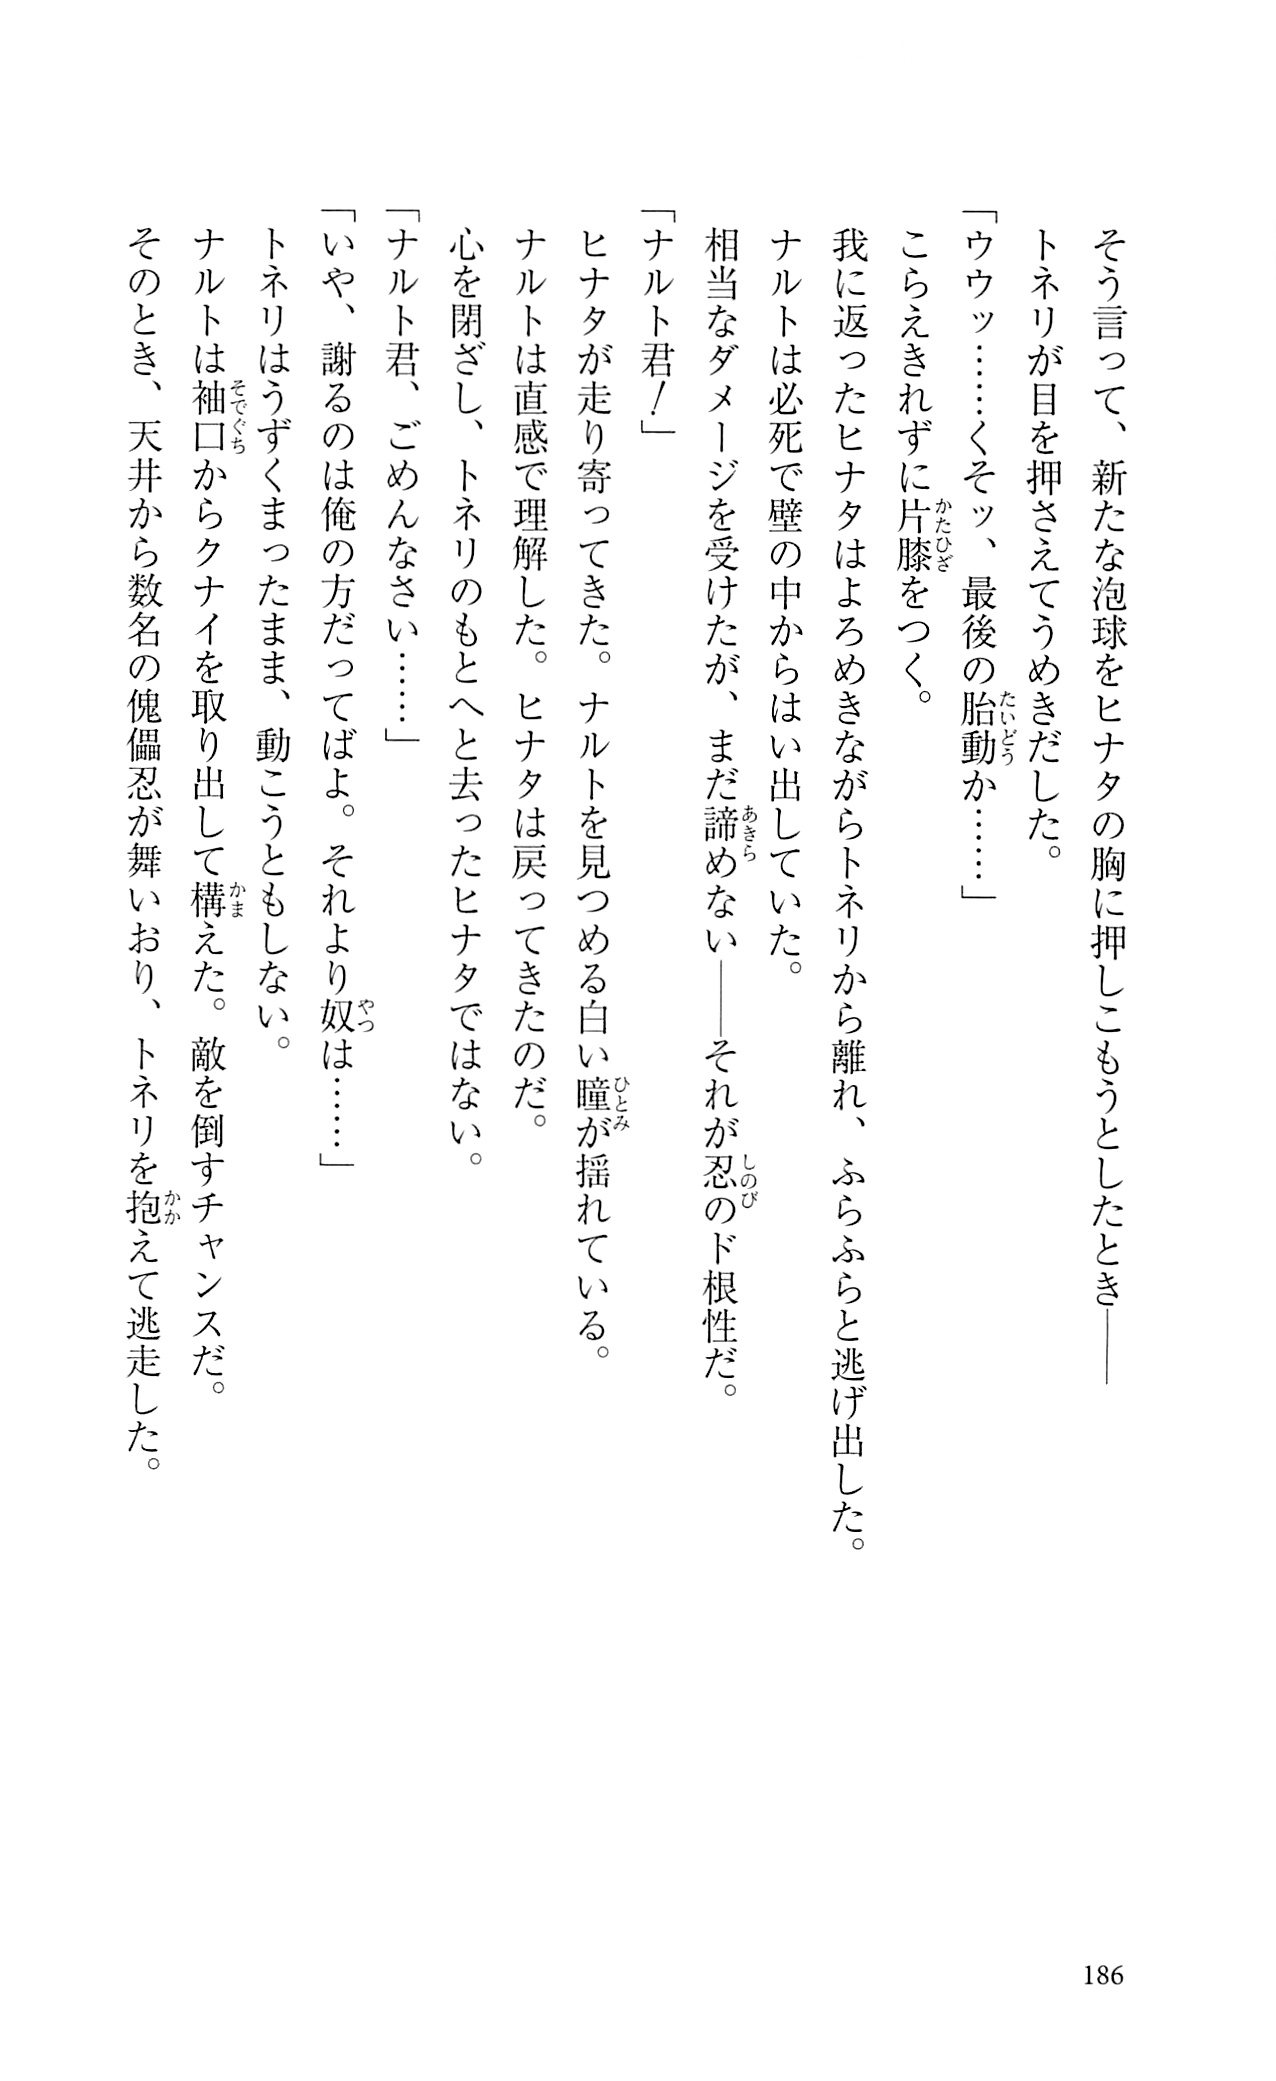 そう言って、新たな泡球をヒナタの胸に押しこもうとしたとき――
トネリが目を押さえてうめきだした。
「ウウッ……くそッ、最後の胎動か……」
こらえきれずに片膝をつく。
我に返ったヒナタはよろめきながらトネリから離れ、ふらふらと逃げ出した。
ナルトは必死で壁の中からはい出していた。
相当なダメージを受けたが、まだ諦めない――それが忍のド根性だ。
「ナルト君！」
ヒナタが走り寄ってきた。ナルトを見つめる白い瞳が揺れている。
ナルトは直感で理解した。ヒナタは戻ってきたのだ。
心を閉ざし、トネリのもとへと去ったヒナタではない。
「ナルト君、ごめんなさい……」
「いや、謝るのは俺の方だってばよ。それより奴は……」
トネリはうずくまったまま、動こうともしない。
ナルトは袖口からクナイを取り出して構えた。敵を倒すチャンスだ。
そのとき、天井から数名の傀儡忍が舞いおり、トネリを抱えて逃走した。
186